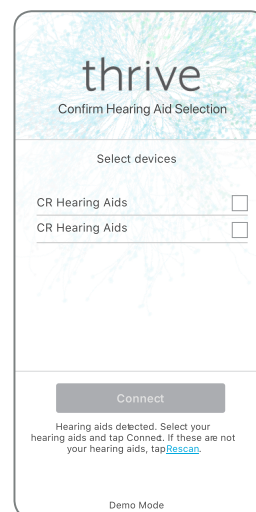 thrive
Confirm Hearing Aid Selection
Select devices
CR Hearing Aids
CR Hearing Aids
Connect
Hearing aids detected. Select your
hearing aids and tap Connect. If these are not
your hearing aids, tap Rescan.
Demo Mode